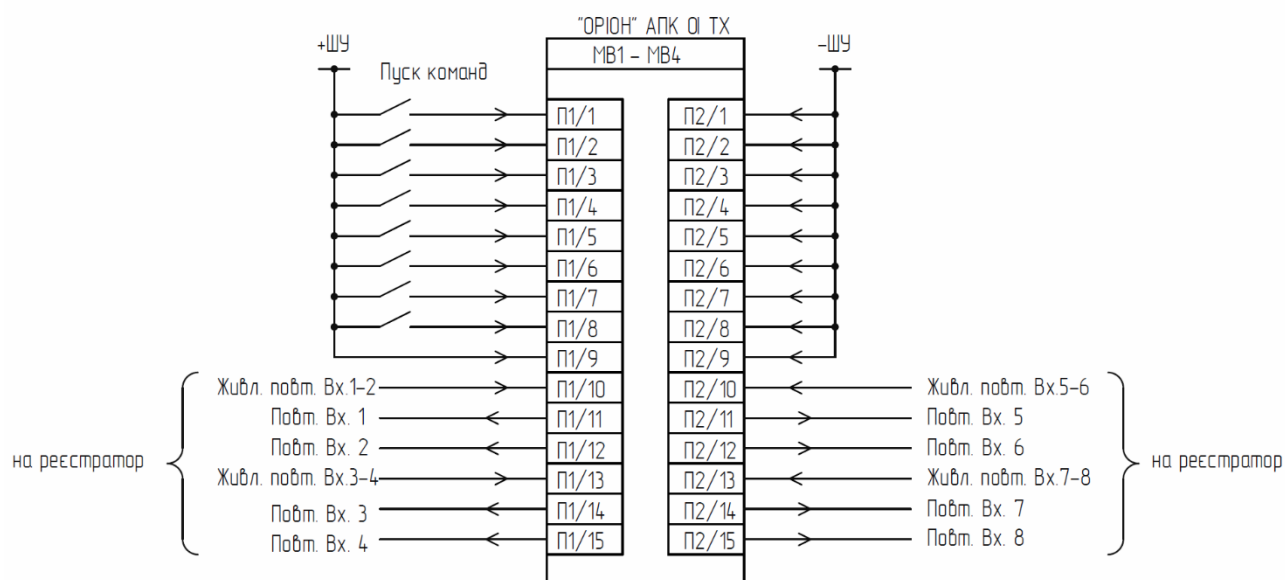 "ОРІОН" АПК 01 ТХ
МВ1 - МВ4
+ШУ
-ШУ
Пуск команд
П1/1
П1/2
П1/3
П1/4
П1/5
П1/6
П1/7
П1/8
П1/9
П1/10
П1/11
П1/12
П1/13
П1/14
П1/15
П2/1
П2/2
П2/3
П2/4
П2/5
П2/6
П2/7
П2/8
П2/9
П2/10
П2/11
П2/12
П2/13
П2/14
П2/15
на реєстратор
Живл. повт. Вх.1-2
Повт. Вх. 1
Повт. Вх. 2
Живл. повт. Вх.3-4
Повт. Вх. 3
Повт. Вх. 4
Живл. повт. Вх.5-6
Повт. Вх. 5
Повт. Вх. 6
Живл. повт. Вх.7-8
Повт. Вх. 7
Повт. Вх. 8
на реєстратор